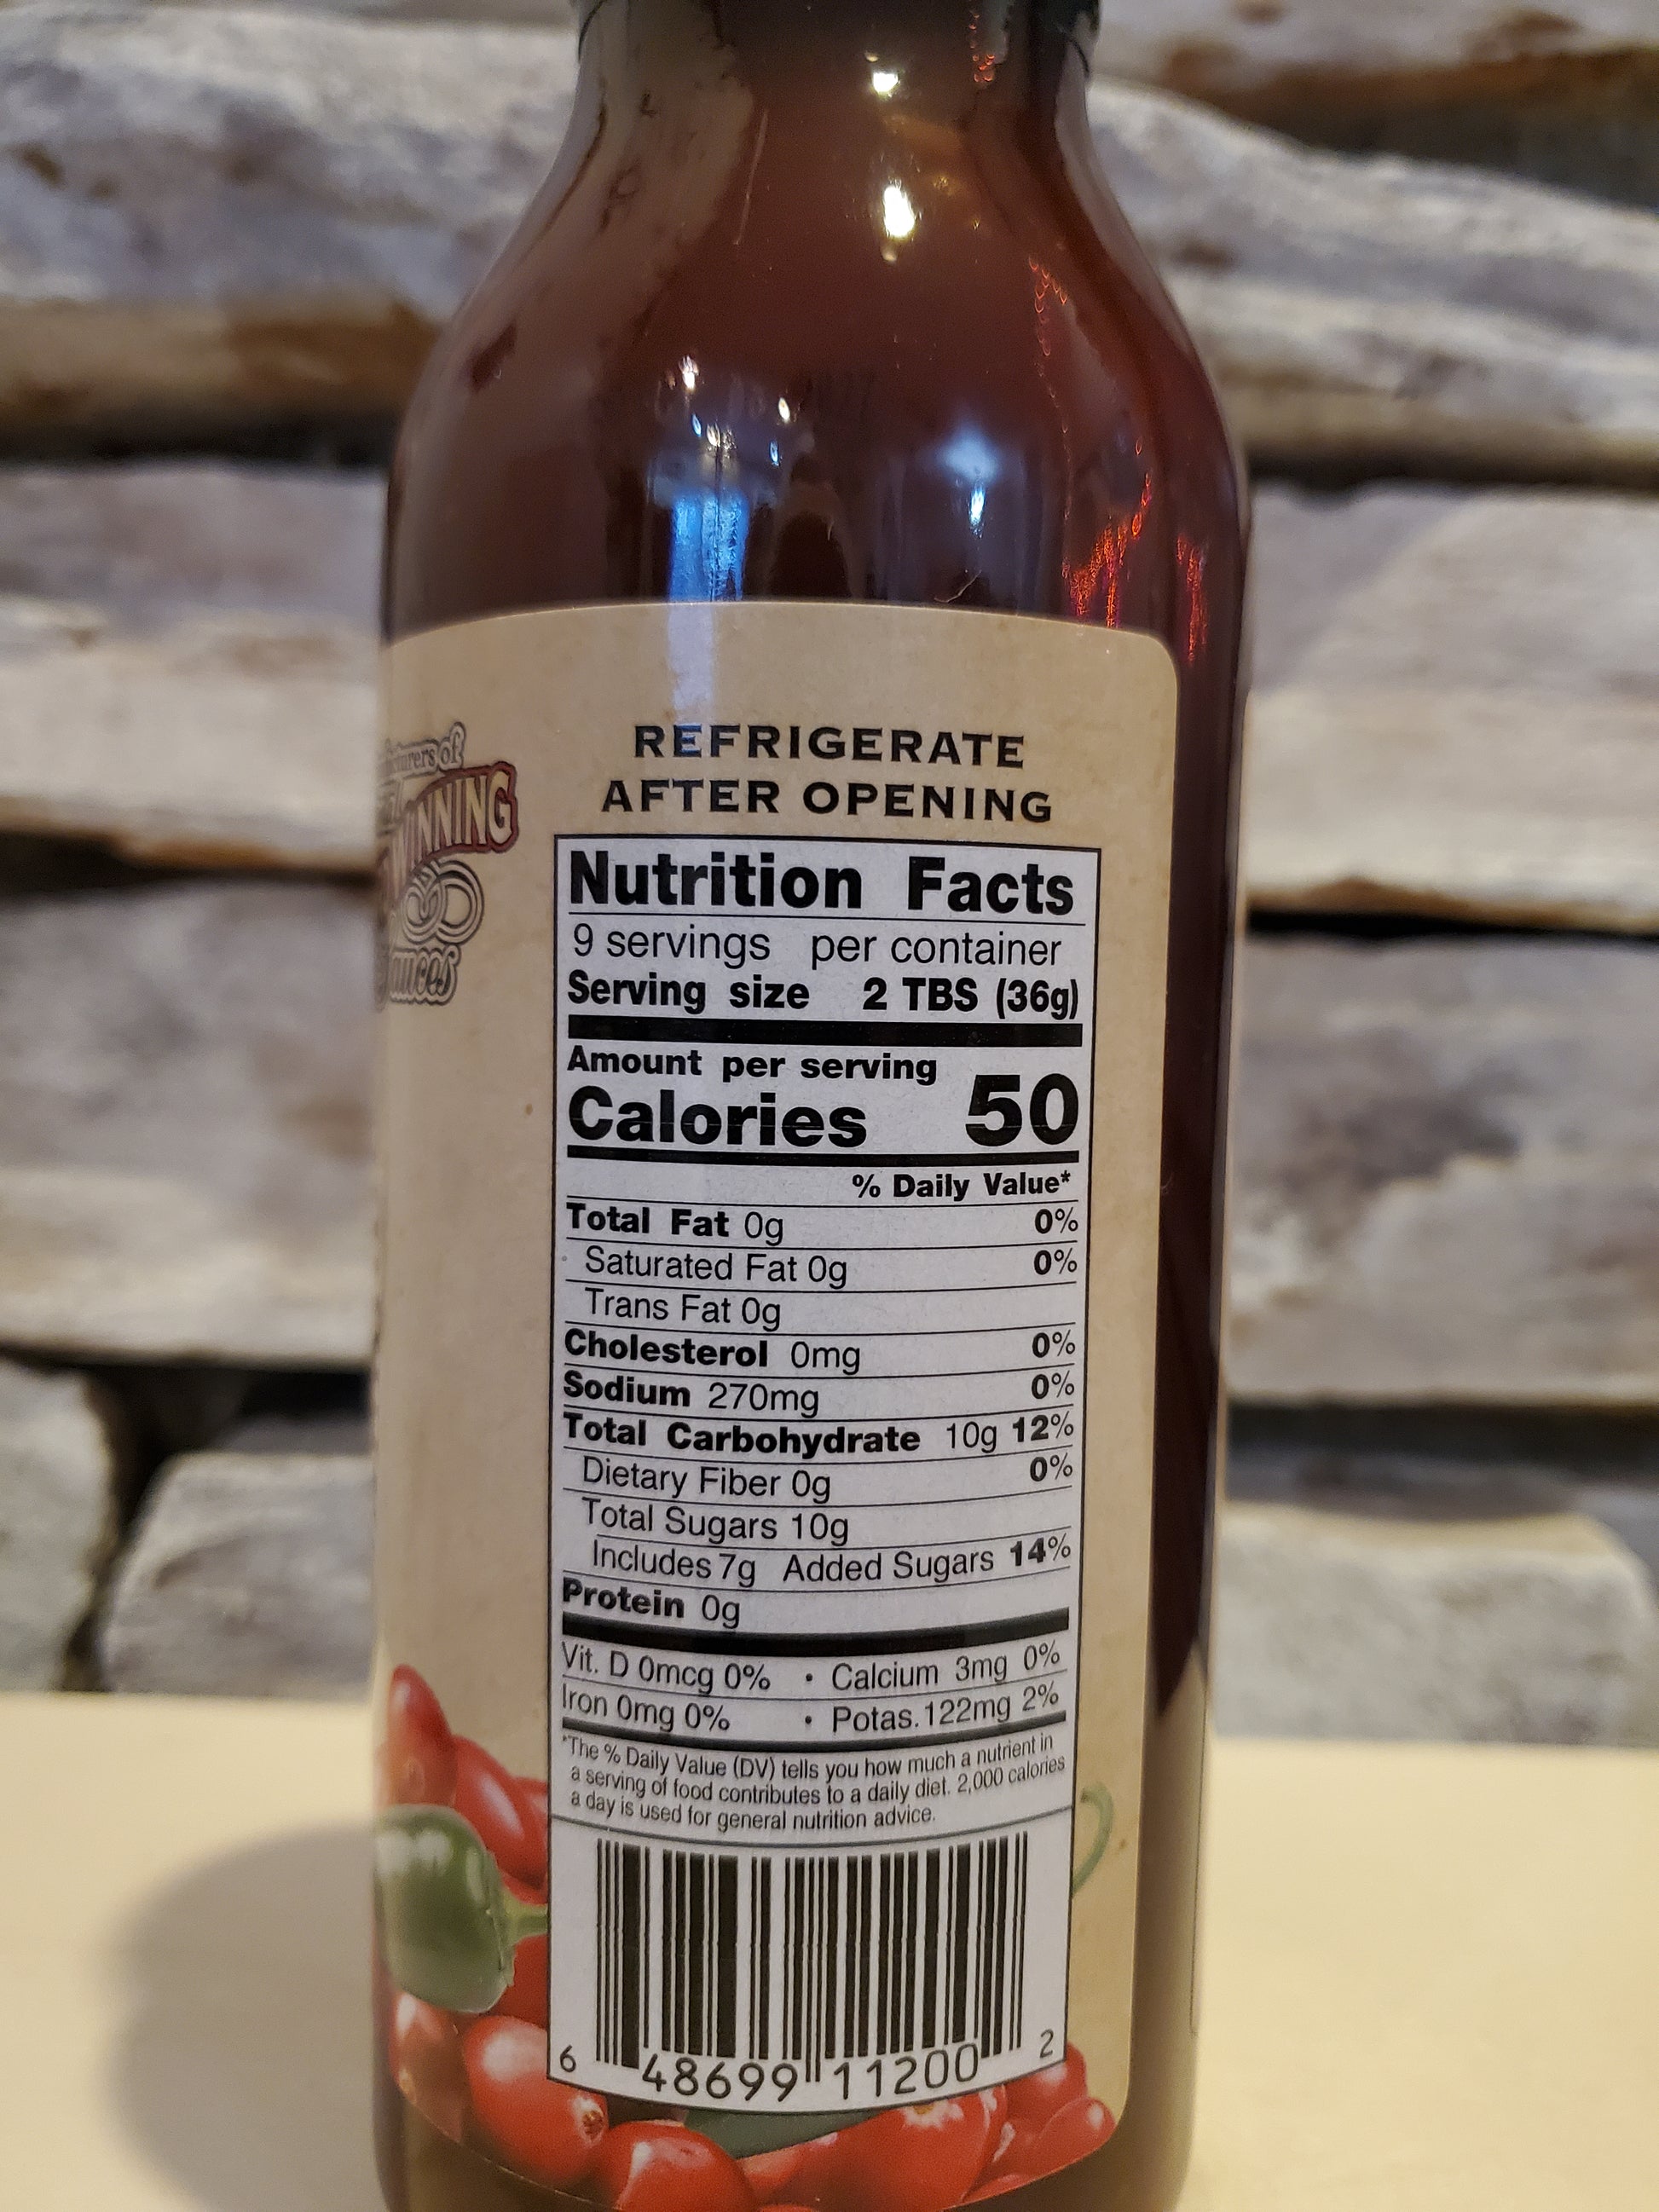 WINNING
REFRIGERATE
AFTER OPENING
Nutrition Facts
9 servings per container
Serving size 2 TBS (36g)
Amount per serving
Calories 50
% Daily Value*
Total Fat 0g 0%
Saturated Fat 0g 0%
Trans Fat 0g
Cholesterol 0mg 0%
Sodium 270mg 0%
Total Carbohydrate 10g 12%
Dietary Fiber 0g 0%
Total Sugars 10g
Includes 7g Added Sugars 14%
Protein 0g
Vit. D 0mcg 0% • Calcium 3mg 0%
Iron 0mg 0% • Potas. 122mg 2%
*The % Daily Value (DV) tells you how much a nutrient in
a serving of food contributes to a daily diet. 2,000 calories
a day is used for general nutrition advice.
6 48699 11200 2